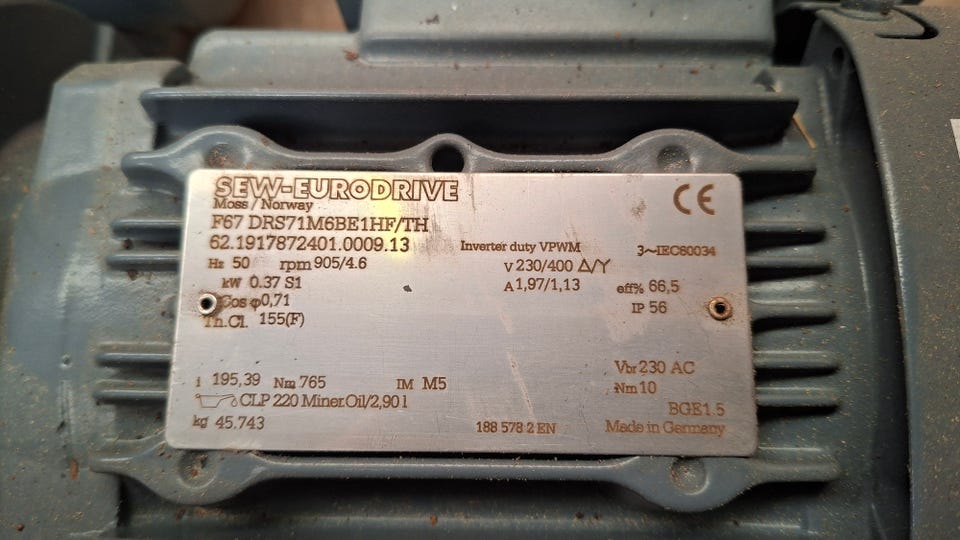 SEW-EURODRIVE
Moss / Norway
CE
F67 DRS71M6BE1HF/TH
62.1917872401.0009.13 Inverter duty VPWM 3~IEC60034
Hz 50 rpm 905/4.6 V 230/400 Δ/Y
kW 0.37 S1 A 1,97/1,13 eff% 66,5
Cos φ 0,71 IP 56
Th.Cl. 155(F)
Vbr 230 AC
i 195,39 Nm 765 IM M5 Nm 10
CLP 220 Miner.Oil/2,90 l BGE1.5
kg 45.743 188 578 2 EN Made in Germany